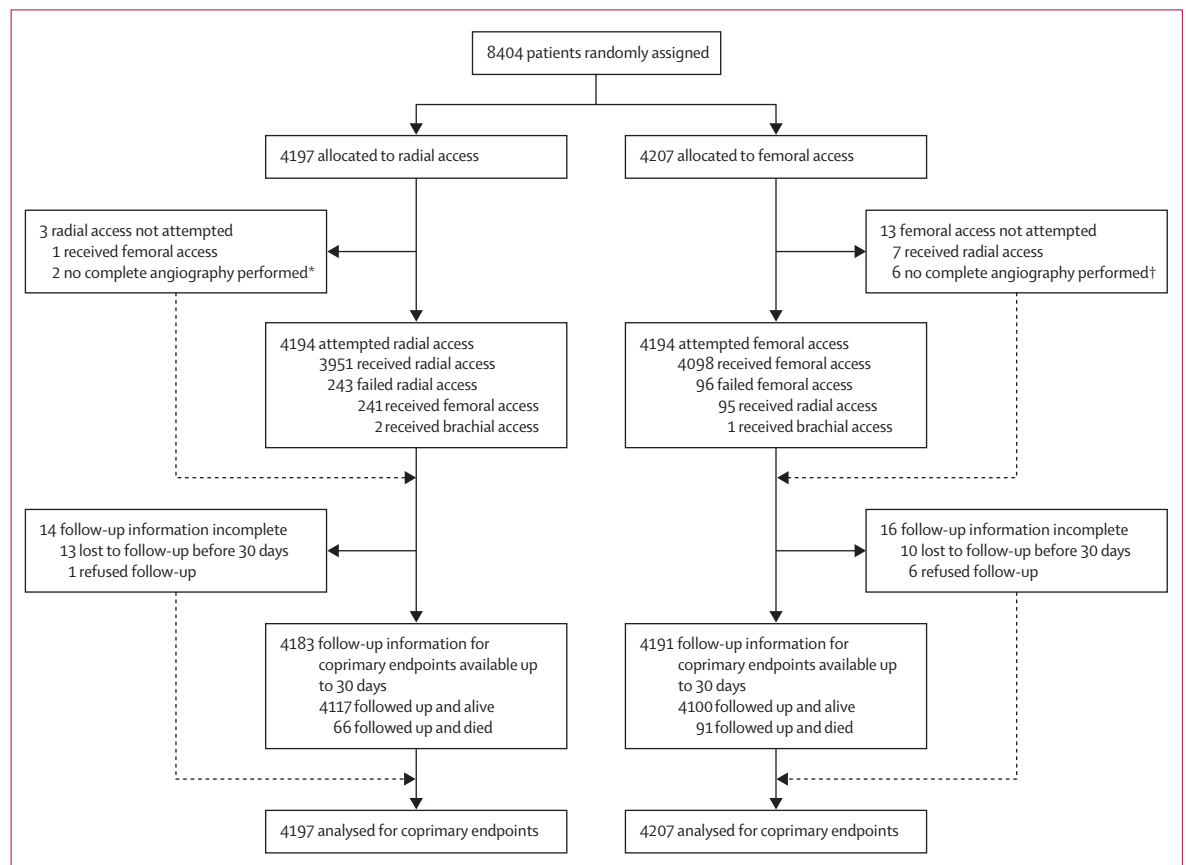 8404 patients randomly assigned
4197 allocated to radial access
4207 allocated to femoral access
3 radial access not attempted
1 received femoral access
2 no complete angiography performed*
13 femoral access not attempted
7 received radial access
6 no complete angiography performed†
4194 attempted radial access
3951 received radial access
243 failed radial access
241 received femoral access
2 received brachial access
4194 attempted femoral access
4098 received femoral access
96 failed femoral access
95 received radial access
1 received brachial access
14 follow-up information incomplete
13 lost to follow-up before 30 days
1 refused follow-up
16 follow-up information incomplete
10 lost to follow-up before 30 days
6 refused follow-up
4183 follow-up information for
coprimary endpoints available up
to 30 days
4117 followed up and alive
66 followed up and died
4191 follow-up information for
coprimary endpoints available up
to 30 days
4100 followed up and alive
91 followed up and died
4197 analysed for coprimary endpoints
4207 analysed for coprimary endpoints